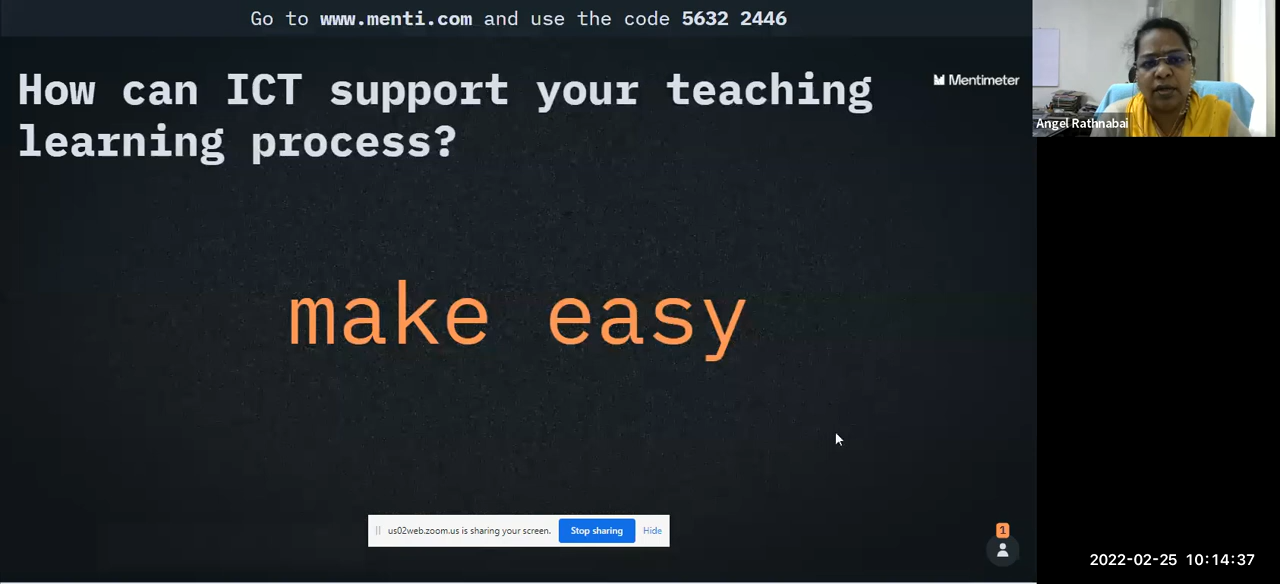 Go to www.menti.com and use the code 5632 2446
How can ICT support your teaching
learning process?
Mentimeter
Angel Rathnabai
make easy
us02web.zoom.us is sharing your screen. Stop sharing Hide
1
2022-02-25 10:14:37